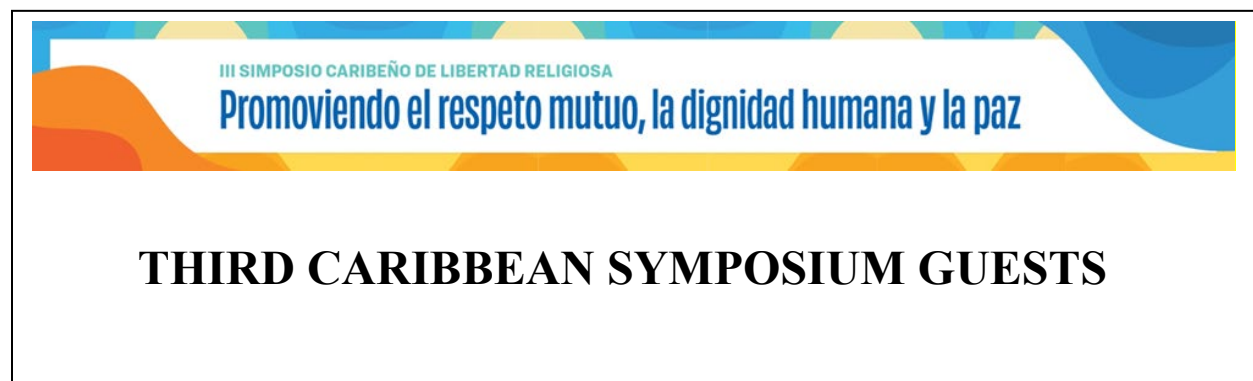 III SIMPOSIO CARIBEÑO DE LIBERTAD RELIGIOSA
Promoviendo el respeto mutuo, la dignidad humana y la paz
THIRD CARIBBEAN SYMPOSIUM GUESTS